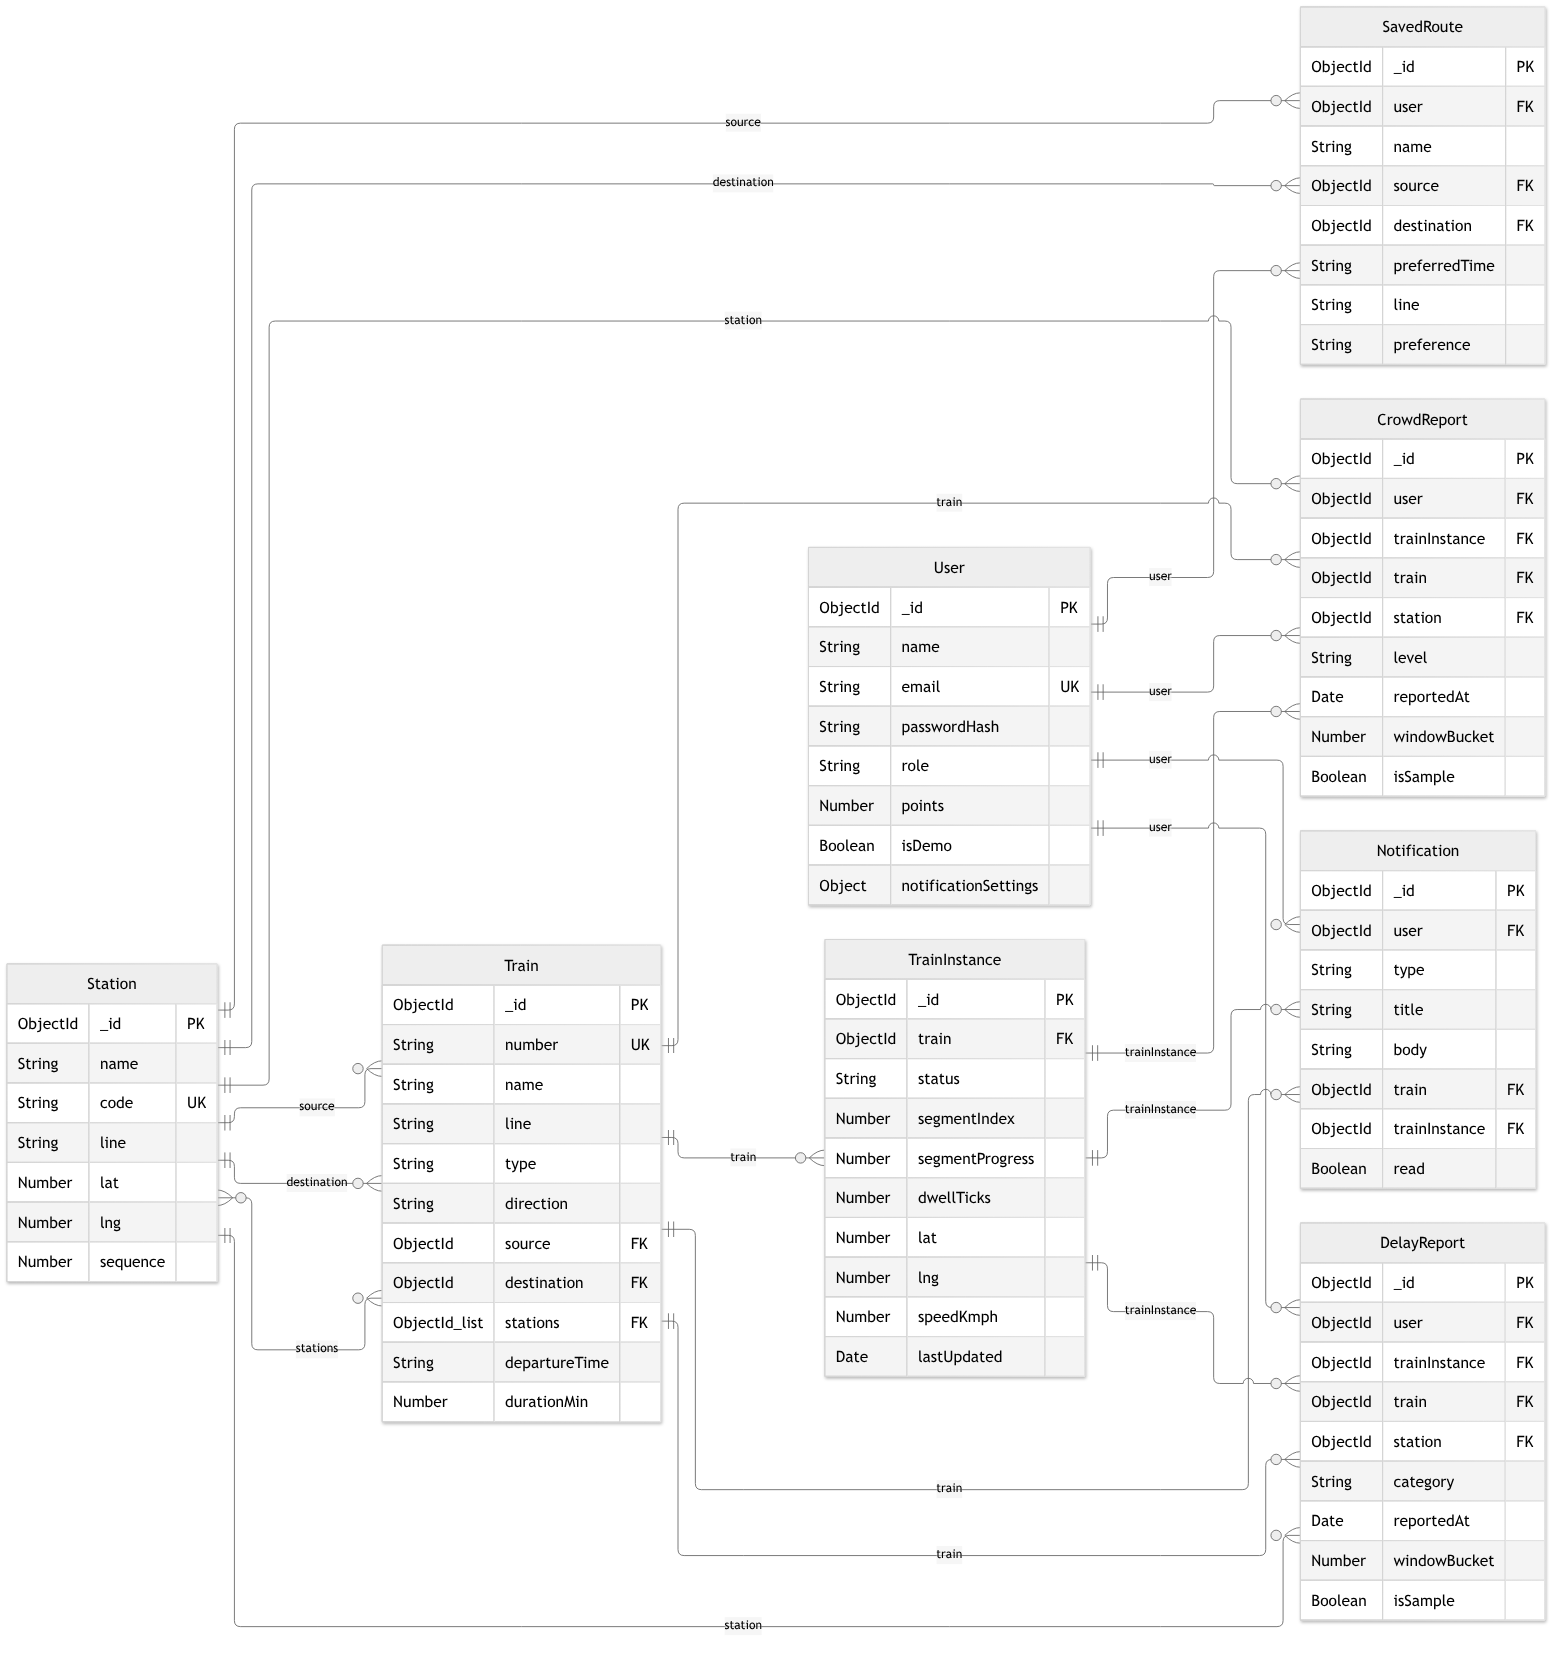 SavedRoute
ObjectId _id PK
ObjectId user FK
String name
ObjectId source FK
ObjectId destination FK
String preferredTime
String line
String preference
source
destination
station
train
CrowdReport
ObjectId _id PK
ObjectId user FK
ObjectId trainInstance FK
ObjectId train FK
ObjectId station FK
String level
Date reportedAt
Number windowBucket
Boolean isSample
User
ObjectId _id PK
String name
String email UK
String passwordHash
String role
Number points
Boolean isDemo
Object notificationSettings
user
user
user
user
Notification
ObjectId _id PK
ObjectId user FK
String type
String title
String body
ObjectId train FK
ObjectId trainInstance FK
Boolean read
Station
ObjectId _id PK
String name
String code UK
String line
Number lat
Number lng
Number sequence
source
destination
stations
Train
ObjectId _id PK
String number UK
String name
String line
String type
String direction
ObjectId source FK
ObjectId destination FK
ObjectId_list stations FK
String departureTime
Number durationMin
train
TrainInstance
ObjectId _id PK
ObjectId train FK
String status
Number segmentIndex
Number segmentProgress
Number dwellTicks
Number lat
Number lng
Number speedKmph
Date lastUpdated
trainInstance
trainInstance
trainInstance
DelayReport
ObjectId _id PK
ObjectId user FK
ObjectId trainInstance FK
ObjectId train FK
ObjectId station FK
String category
Date reportedAt
Number windowBucket
Boolean isSample
train
train
station